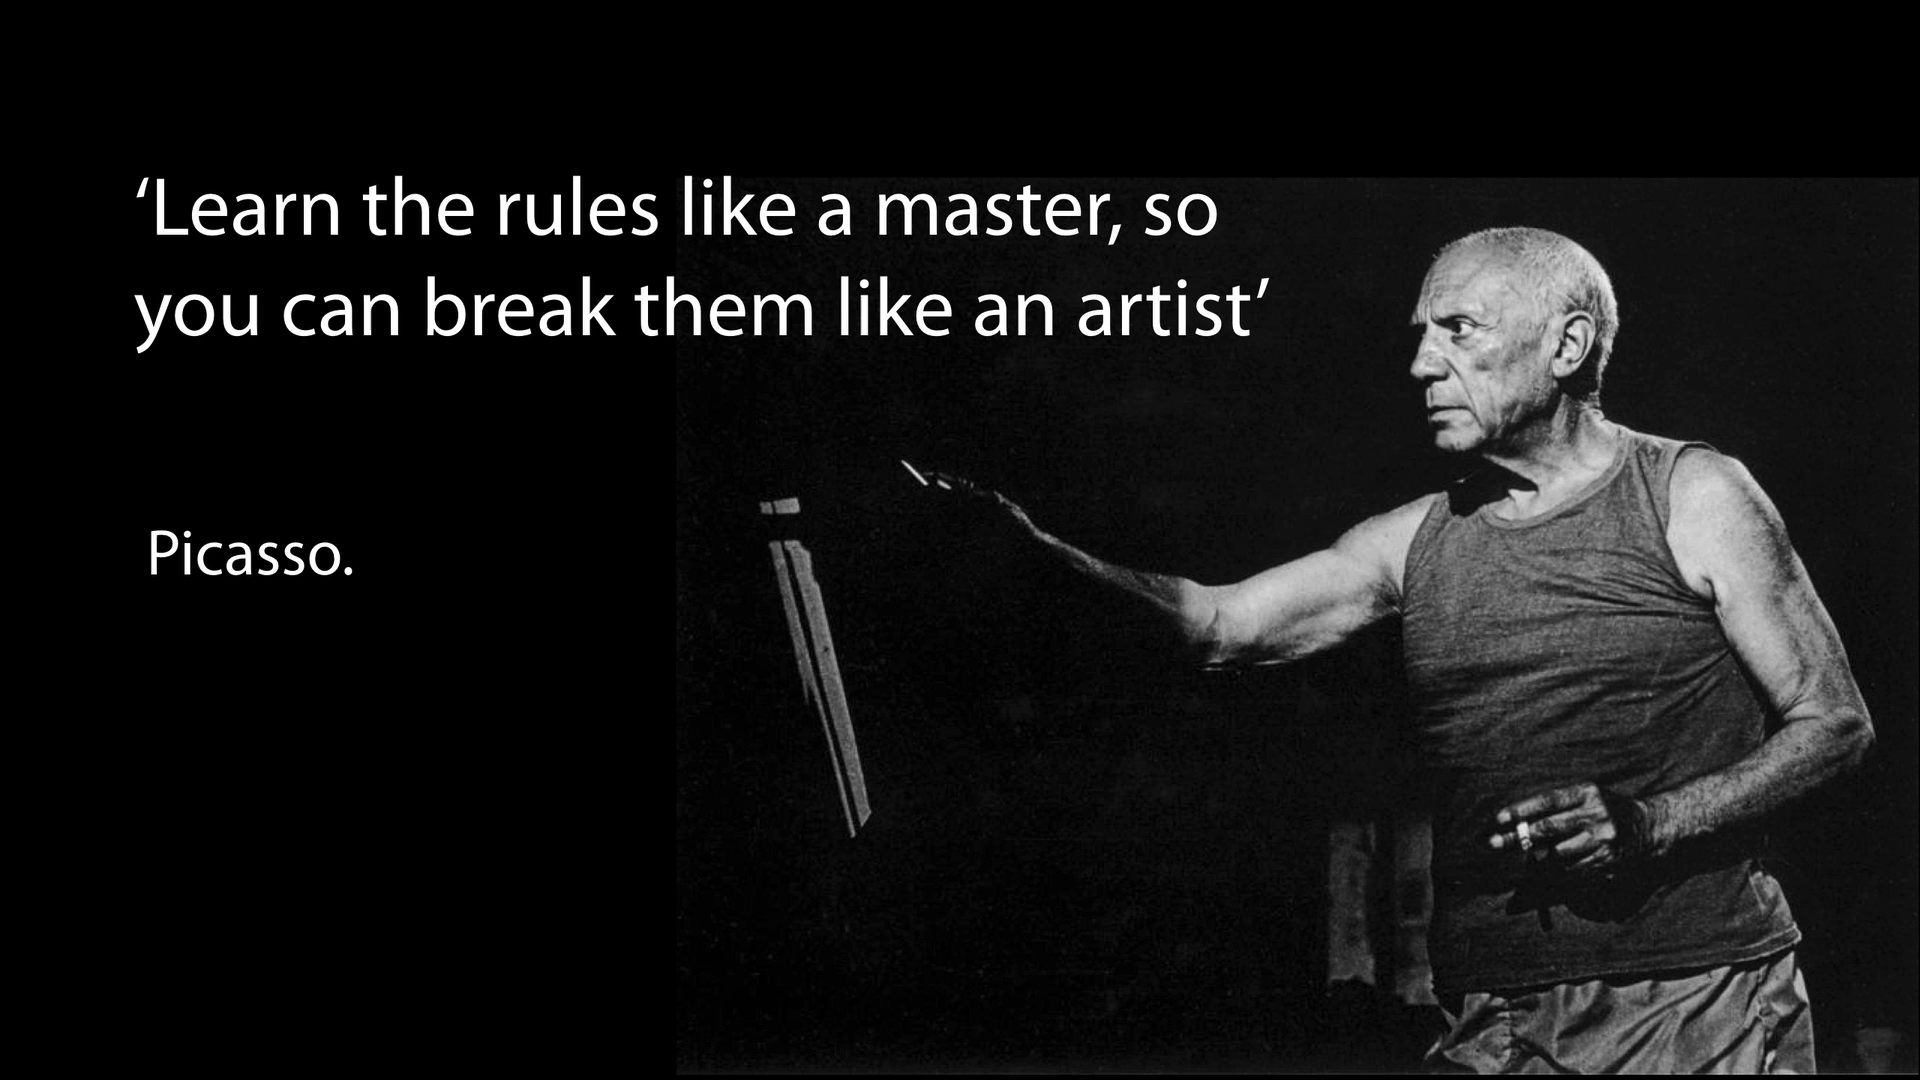 ‘Learn the rules like a master, so
you can break them like an artist’
Picasso.